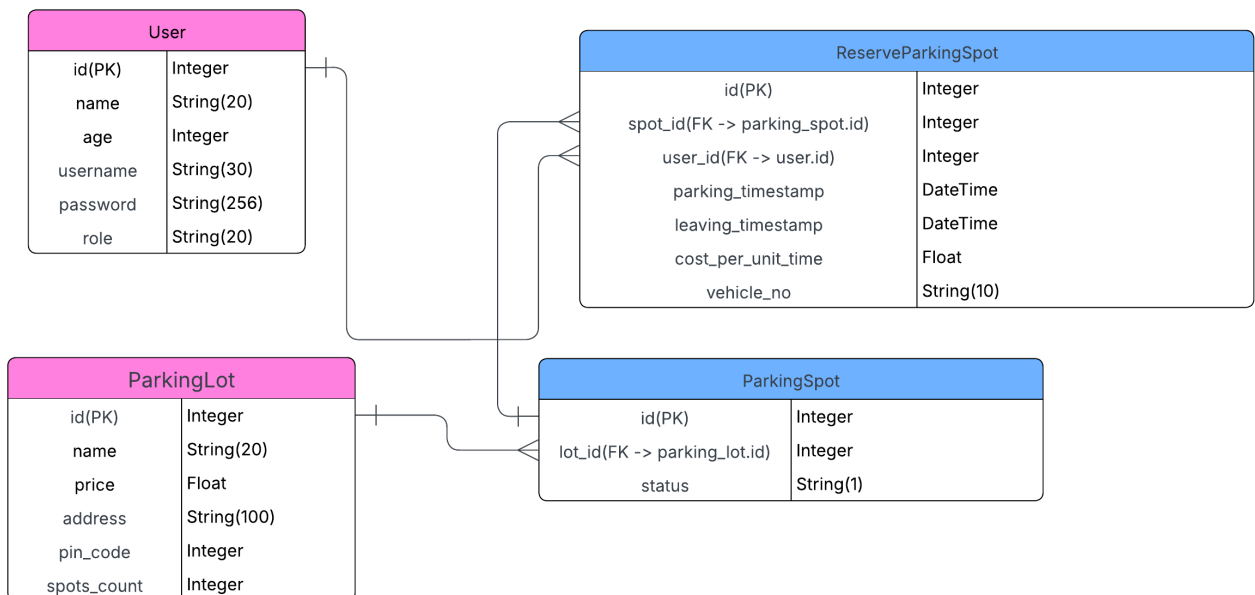 User
id(PK) Integer
name String(20)
age Integer
username String(30)
password String(256)
role String(20)
ReserveParkingSpot
id(PK) Integer
spot_id(FK -> parking_spot.id) Integer
user_id(FK -> user.id) Integer
parking_timestamp DateTime
leaving_timestamp DateTime
cost_per_unit_time Float
vehicle_no String(10)
ParkingLot
id(PK) Integer
name String(20)
price Float
address String(100)
pin_code Integer
spots_count Integer
ParkingSpot
id(PK) Integer
lot_id(FK -> parking_lot.id) Integer
status String(1)